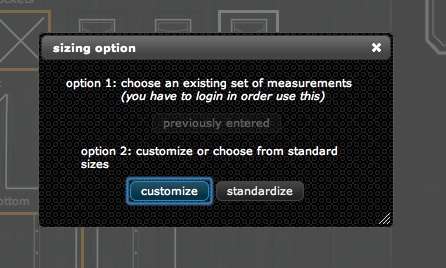 ockets
sizing option
option 1: choose an existing set of measurements
(you have to login in order use this)
previously entered
option 2: customize or choose from standard
sizes
customize
standardize
ottom